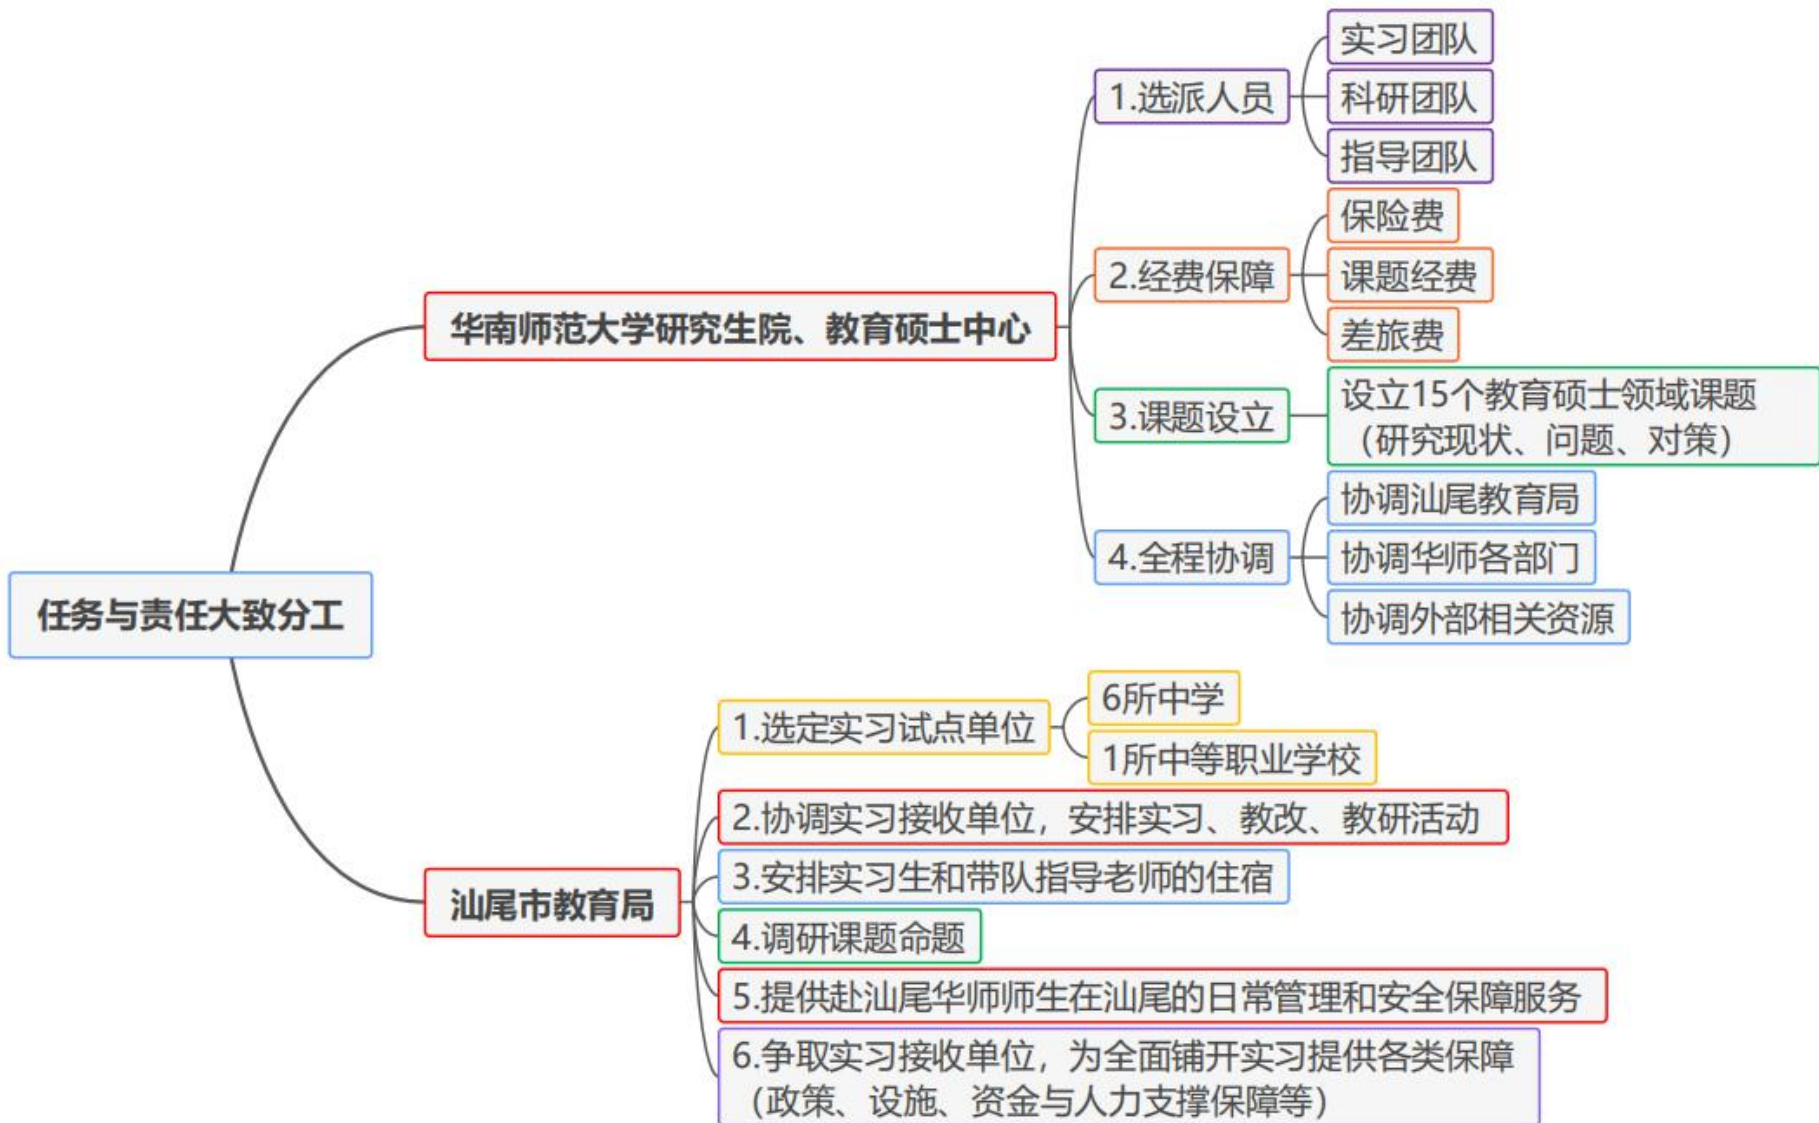 任务与责任大致分工
华南师范大学研究生院、教育硕士中心
1.选派人员
实习团队
科研团队
指导团队
2.经费保障
保险费
课题经费
差旅费
3.课题设立
设立15个教育硕士领域课题
（研究现状、问题、对策）
4.全程协调
协调汕尾教育局
协调华师各部门
协调外部相关资源
汕尾市教育局
1.选定实习试点单位
6所中学
1所中等职业学校
2.协调实习接收单位，安排实习、教改、教研活动
3.安排实习生和带队指导老师的住宿
4.调研课题命题
5.提供赴汕尾华师师生在汕尾的日常管理和安全保障服务
6.争取实习接收单位，为全面铺开实习提供各类保障
（政策、设施、资金与人力支撑保障等）